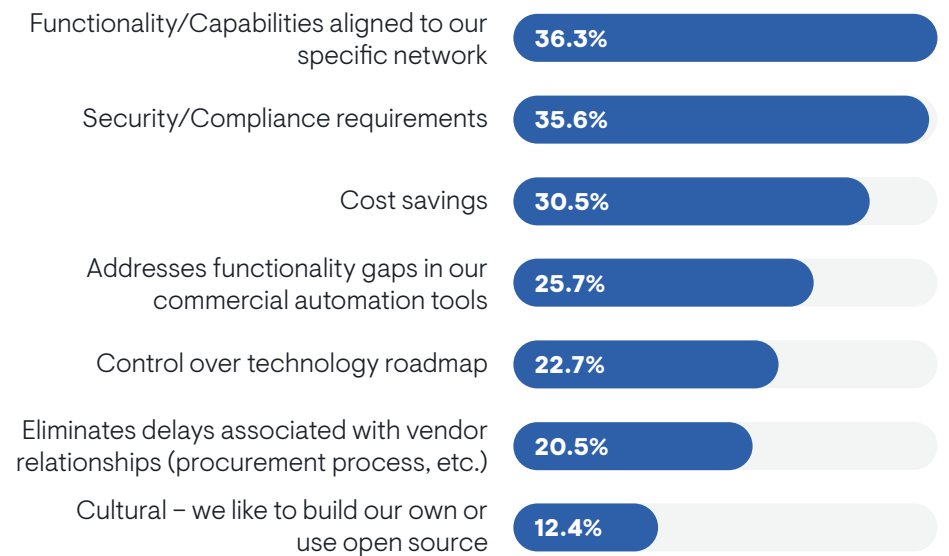 Functionality/Capabilities aligned to our
specific network
36.3%
Security/Compliance requirements
35.6%
Cost savings
30.5%
Addresses functionality gaps in our
commercial automation tools
25.7%
Control over technology roadmap
22.7%
Eliminates delays associated with vendor
relationships (procurement process, etc.)
20.5%
Cultural – we like to build our own or
use open source
12.4%